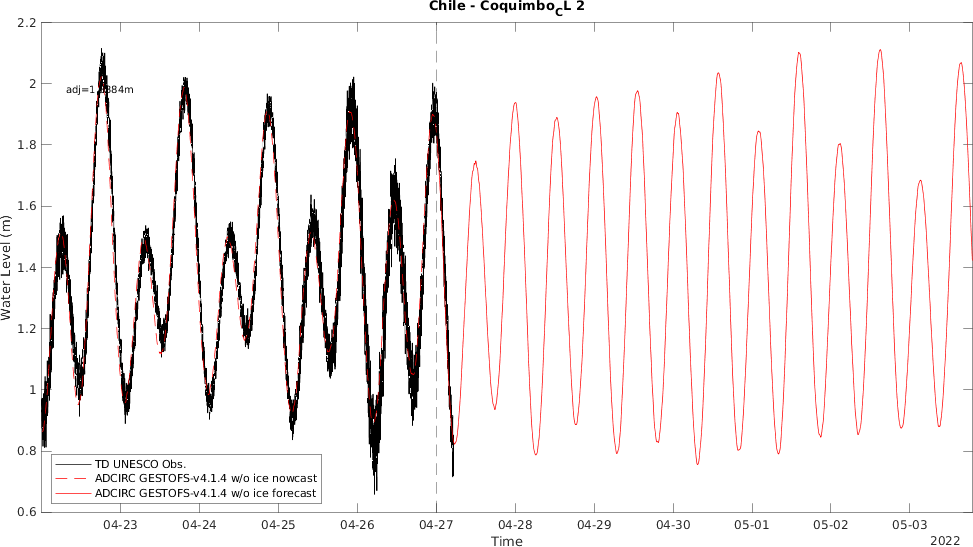 Chile - Coquimbo_CL 2
2.2
2
1.8
1.6
1.4
1.2
1
0.8
0.6
Water Level (m)
TD UNESCO Obs.
ADCIRC GESTOFS-v4.1.4 w/o ice nowcast
ADCIRC GESTOFS-v4.1.4 w/o ice forecast
04-23 04-24 04-25 04-26 04-27 04-28 04-29 04-30 05-01 05-02 05-03
Time
2022